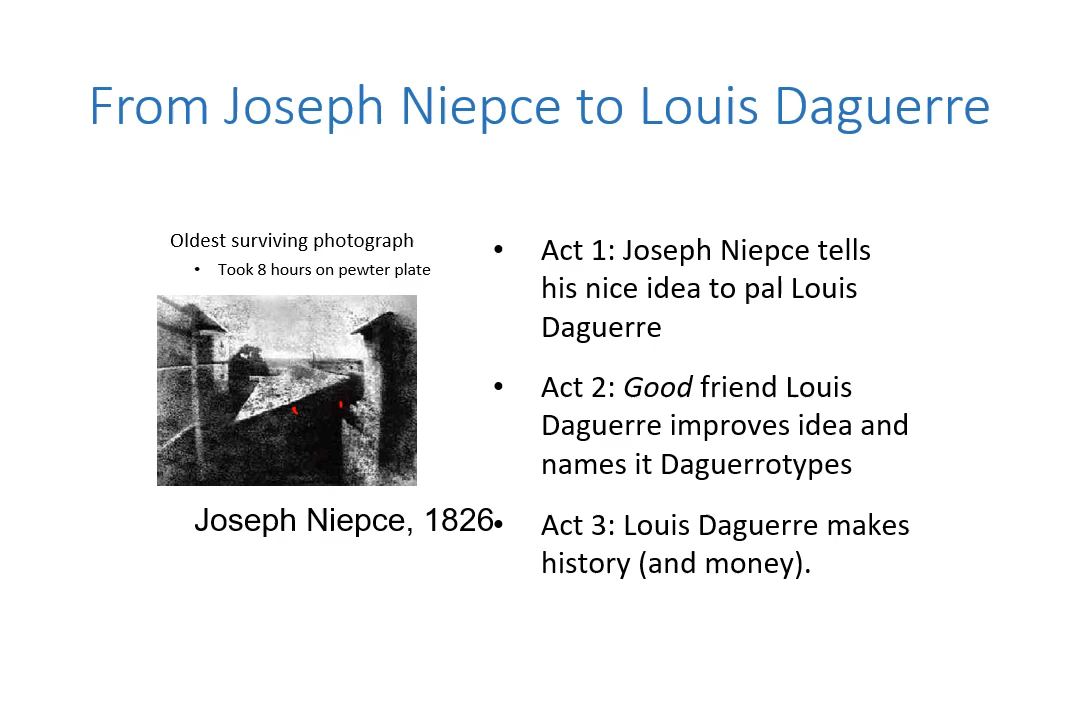 From Joseph Niepce to Louis Daguerre
Oldest surviving photograph
• Took 8 hours on pewter plate
Joseph Niepce, 1826
• Act 1: Joseph Niepce tells
his nice idea to pal Louis
Daguerre
• Act 2: Good friend Louis
Daguerre improves idea and
names it Daguerrotypes
• Act 3: Louis Daguerre makes
history (and money).